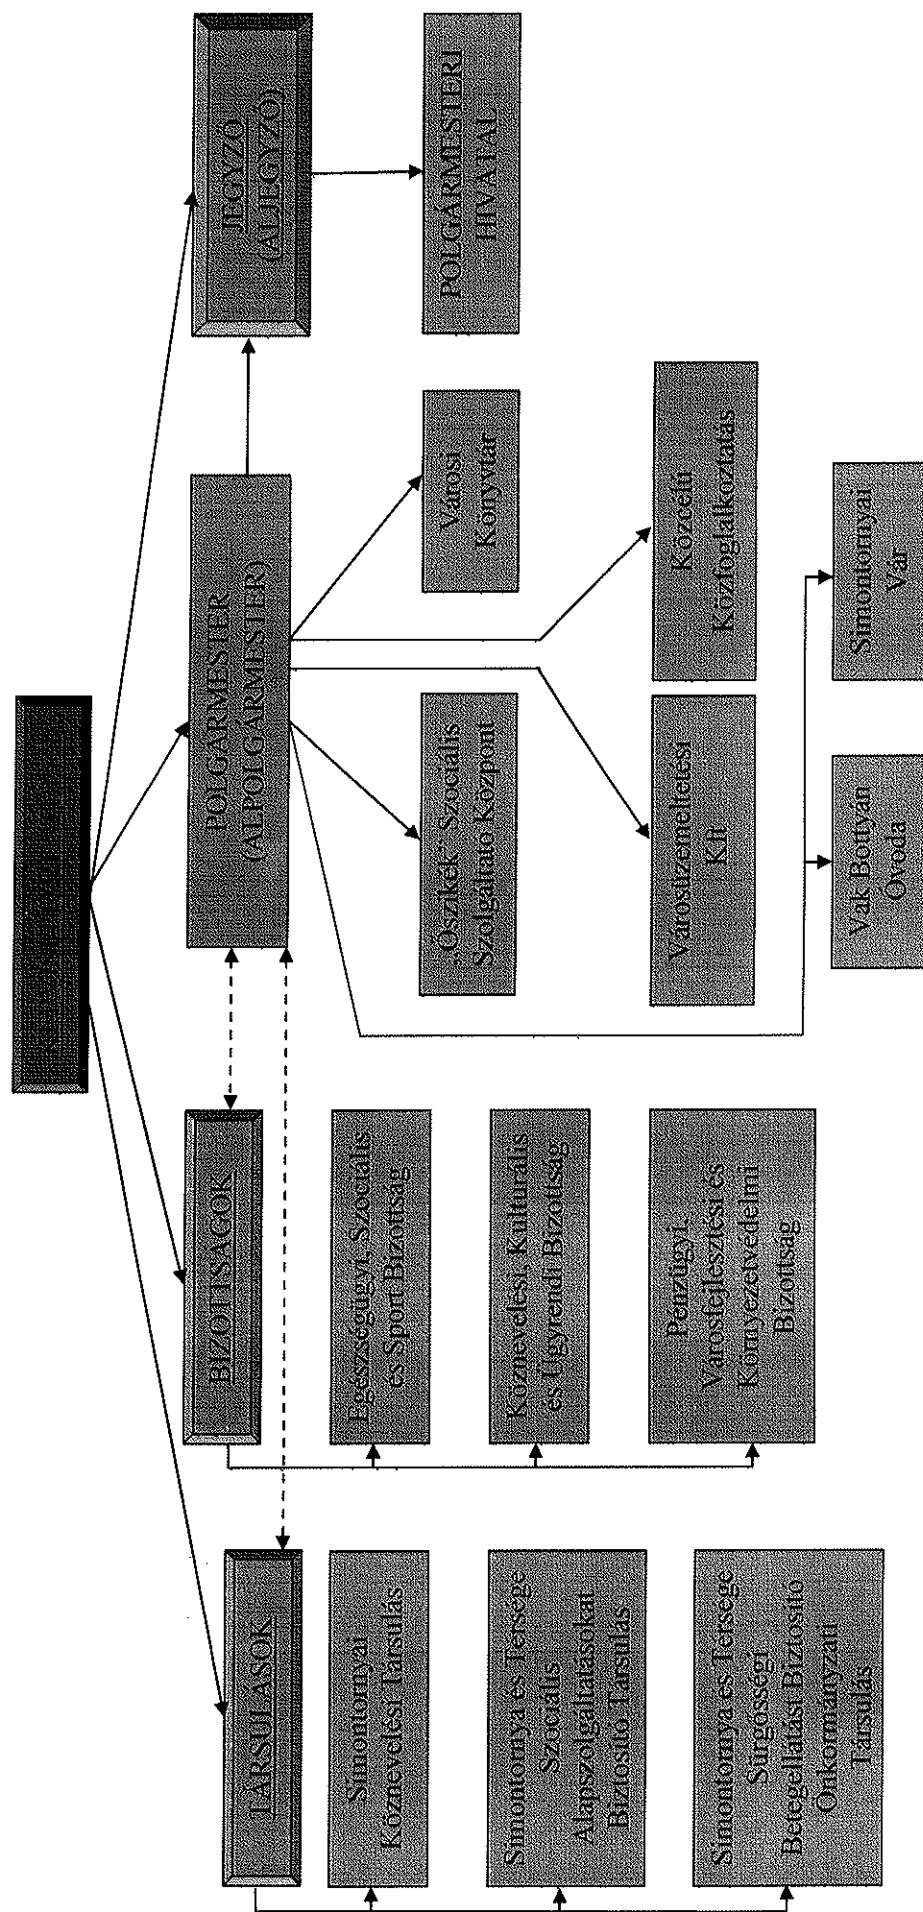 TÁRSULÁSOK
Simontornyai
Köznevelési Társulás
Simontornya és Térsége
Szociális
Alapszolgáltatásokat
Biztosító Társulás
Simontornya és Térsége
Sürgősségi
Betegellátást Biztosító
Önkormányzati
Társulás
BIZOTTSÁGOK
Egészségügyi, Szociális
és Sport Bizottság
Köznevelési, Kulturális
és Ügyrendi Bizottság
Pénzügyi,
Városfejlesztési és
Környezetvédelmi
Bizottság
POLGÁRMESTER
(ALPOLGÁRMESTER)
"Őszikék" Szociális
Szolgáltató Központ
Városi
Könyvtár
Városüzemeltetési
Kft
Közcélú
Közfoglalkoztatás
Vak Bottyán
Óvoda
Simontornyai
Vár
JEGYZŐ
(ALJEGYZŐ)
POLGÁRMESTERI
HIVATAL